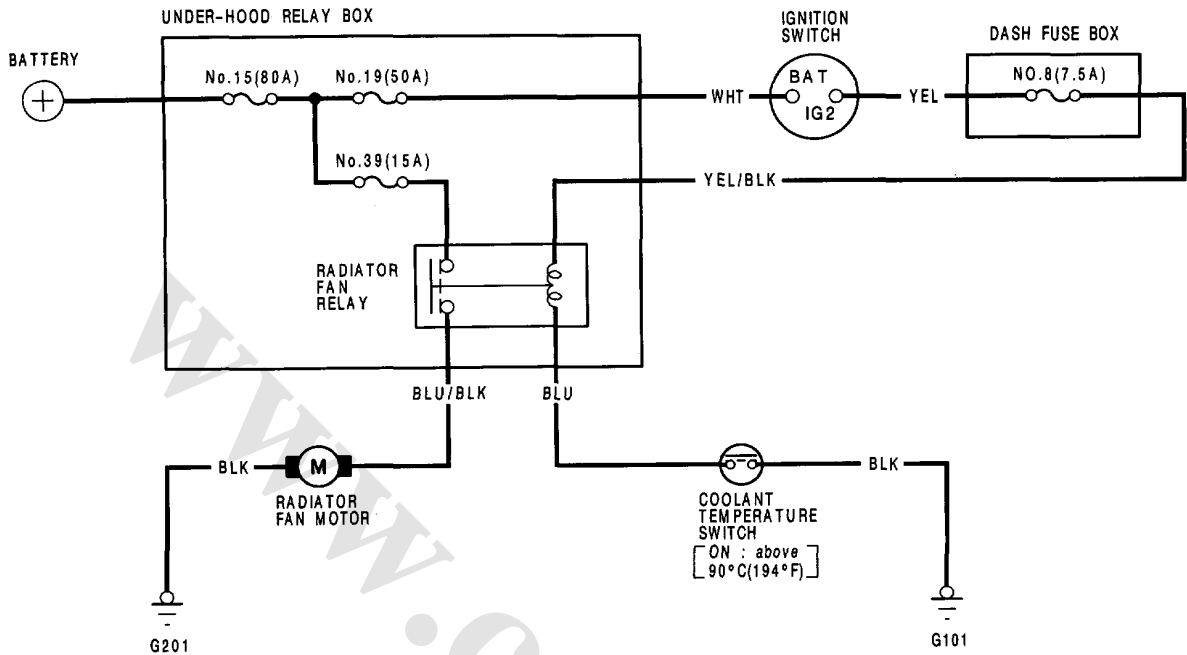 UNDER-HOOD RELAY BOX
IGNITION
SWITCH
DASH FUSE BOX
BATTERY
No.15(80A)
No.19(50A)
BAT
IG2
NO.8(7.5A)
WHT
YEL
No.39(15A)
YEL/BLK
RADIATOR
FAN
RELAY
BLU/BLK
BLU
BLK
M
BLK
RADIATOR
FAN MOTOR
COOLANT
TEMPERATURE
SWITCH
[ON : above
90°C(194°F)]
G201
G101
www.